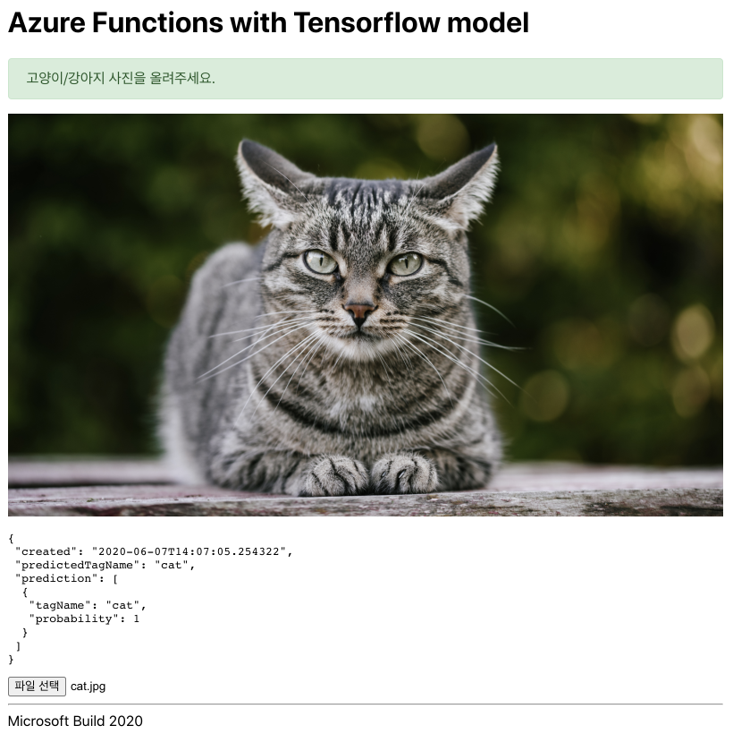 Azure Functions with Tensorflow model
고양이/강아지 사진을 올려주세요.
{
"created": "2020-06-07T14:07:05.254322",
"predictedTagName": "cat",
"prediction": [
{
"tagName": "cat",
"probability": 1
}
]
}
파일 선택 cat.jpg
Microsoft Build 2020